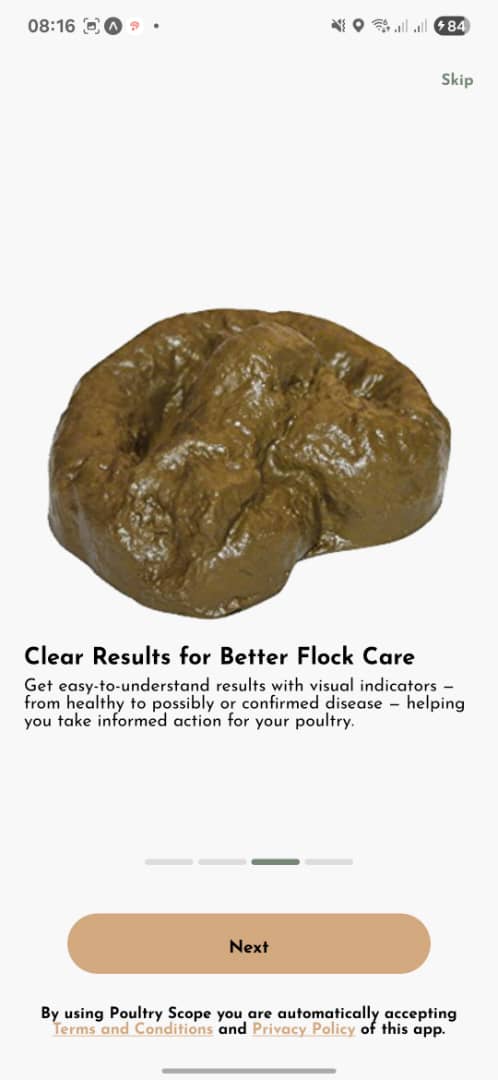 08:16
84
Skip
Clear Results for Better Flock Care
Get easy-to-understand results with visual indicators –
from healthy to possibly or confirmed disease – helping
you take informed action for your poultry.
Next
By using Poultry Scope you are automatically accepting
Terms and Conditions and Privacy Policy of this app.